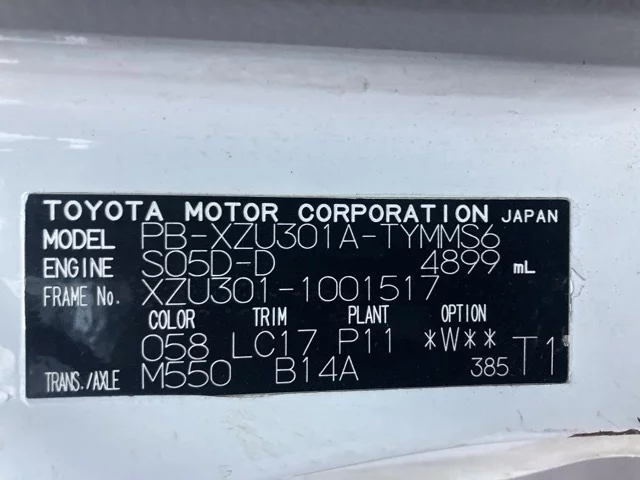 TOYOTA MOTOR CORPORATION JAPAN
MODEL PB-XZU301A-TYMMS6
ENGINE S05D-D 4899 mL
FRAME No. XZU301-1001517
COLOR TRIM PLANT OPTION
058 LC17 P11 *W**
TRANS./AXLE M550 B14A 385 T1